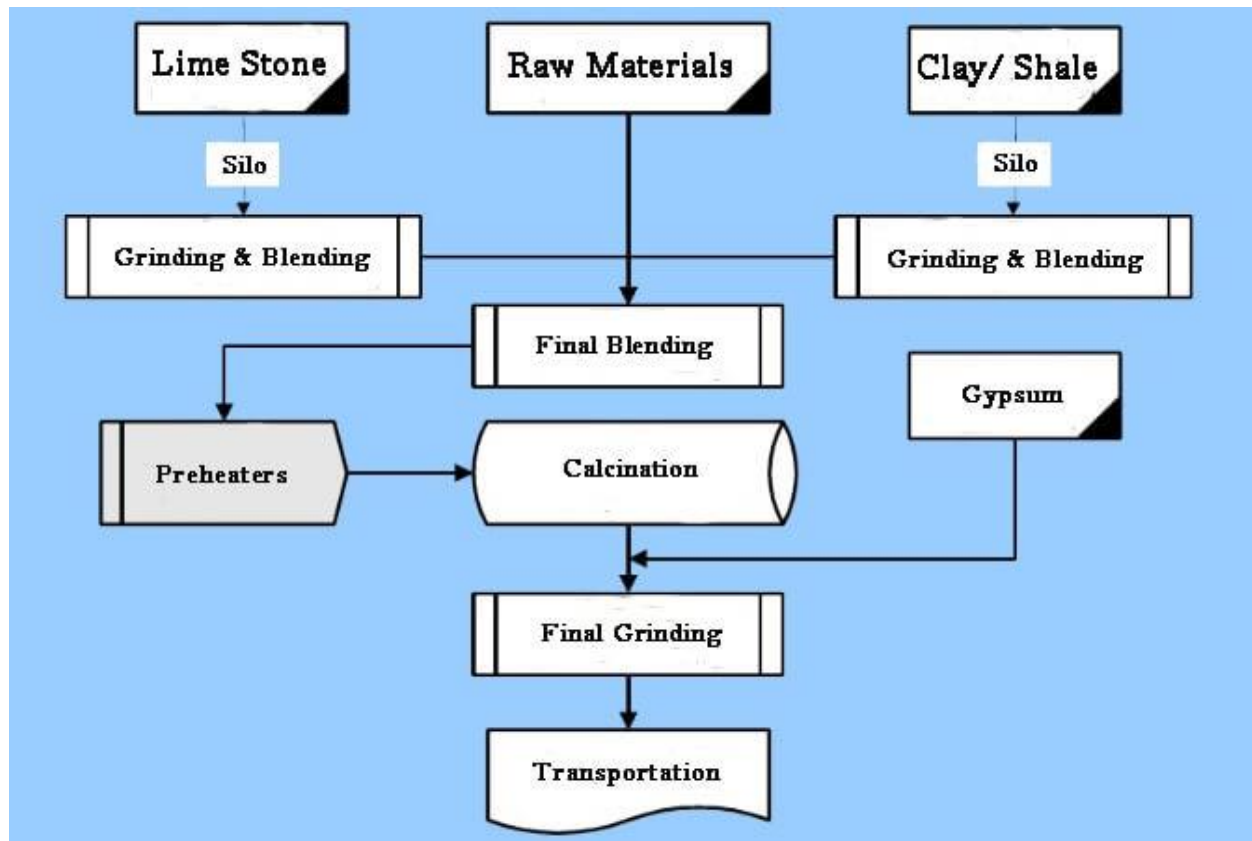 Lime Stone
Raw Materials
Clay/ Shale
Silo
Silo
Grinding & Blending
Grinding & Blending
Final Blending
Gypsum
Preheaters
Calcination
Final Grinding
Transportation